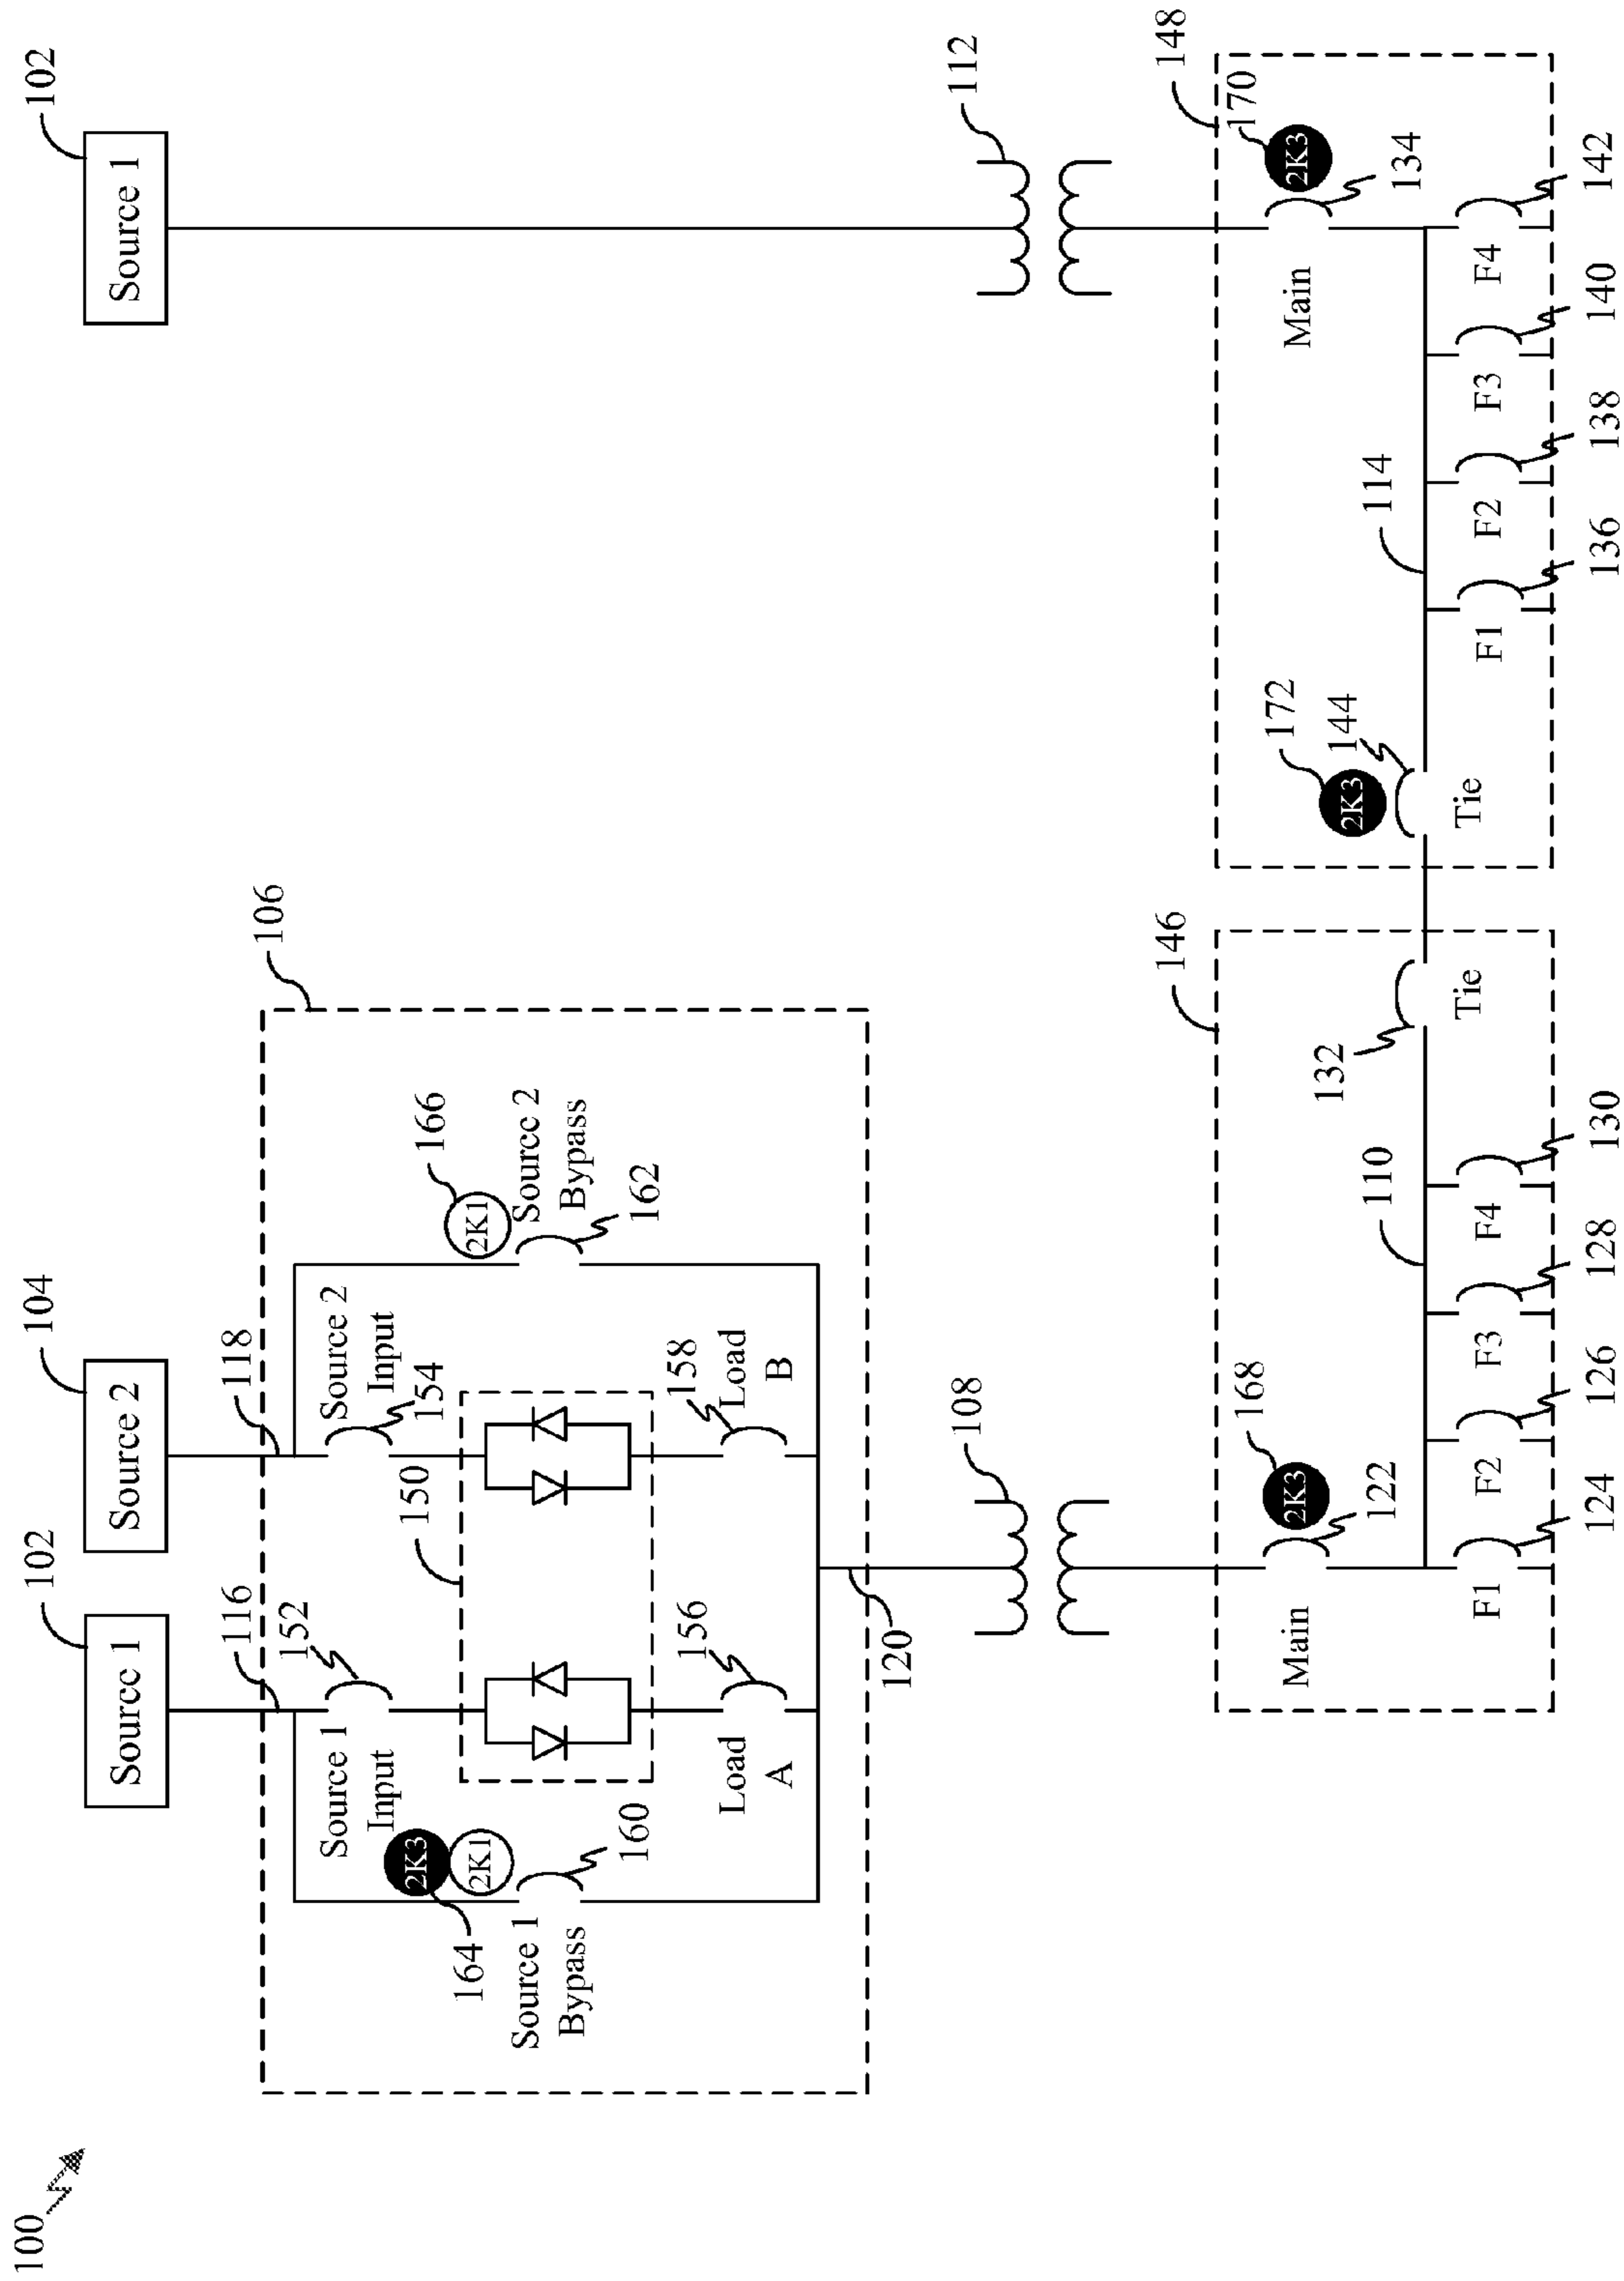 100
102
Source 1
104
Source 2
102
Source 1
116
118
106
Source 1
Input
152
Source 2
Input
154
164
2K3
2K1
166
2K1
150
Source 1
Bypass
160
Source 2
Bypass
162
Load
A
156
158
Load
B
120
108
112
146
148
Main
168
2K3
122
132
Tie
172
2K3
144
Tie
Main
170
2K3
134
110
114
F1
F2
F3
F4
F1
F2
F3
F4
124
126
128
130
136
138
140
142